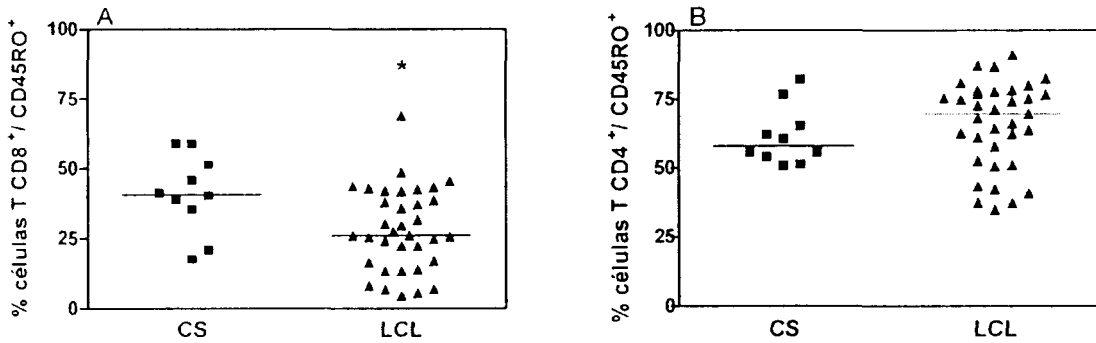 A
% células T CD8⁺/ CD45RO⁺
100
75
50
25
0
*
CS
LCL
B
% células T CD4⁺/ CD45RO⁺
100
75
50
25
0
CS
LCL